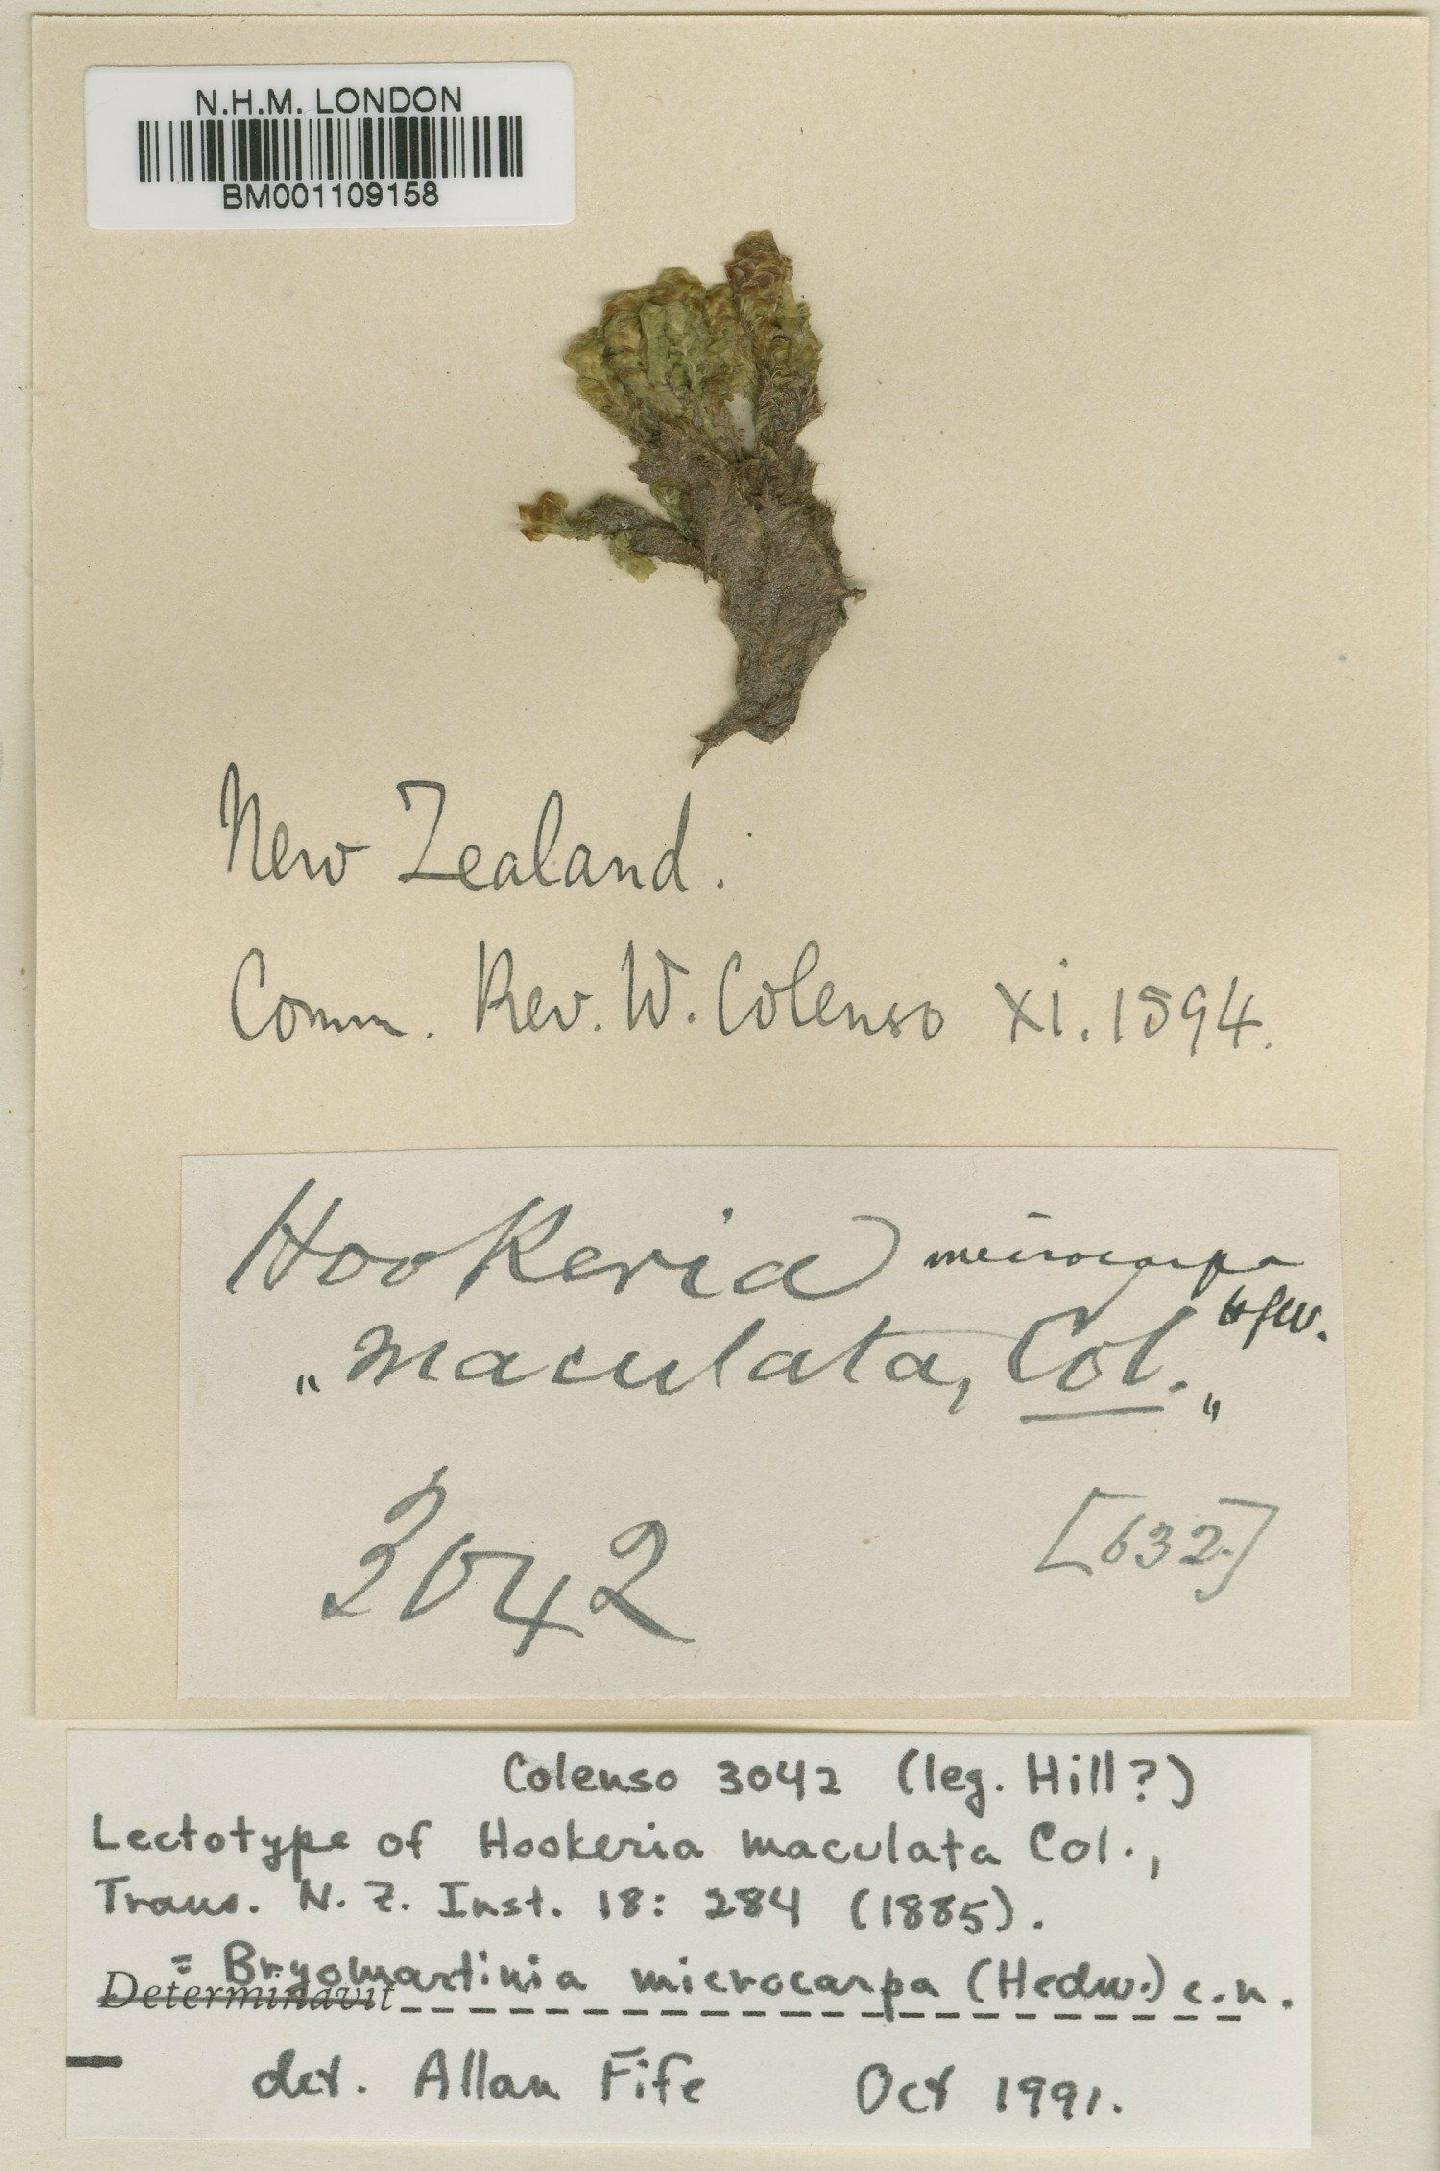 N.H.M. LONDON
BM001109158
New Zealand.
Comm. Rev. W. Colenso XI. 1894.
Hookeria microcarpa
Hedw.
„ maculata, Col. „
3042 [632.]
Colenso 3042 (leg. Hill?)
Lectotype of Hookeria maculata Col.,
Trans. N. Z. Inst. 18: 284 (1885).
= Bryomartinia microcarpa (Hedw.) c.n.
Determinavit
det. Allan Fife Oct 1991.